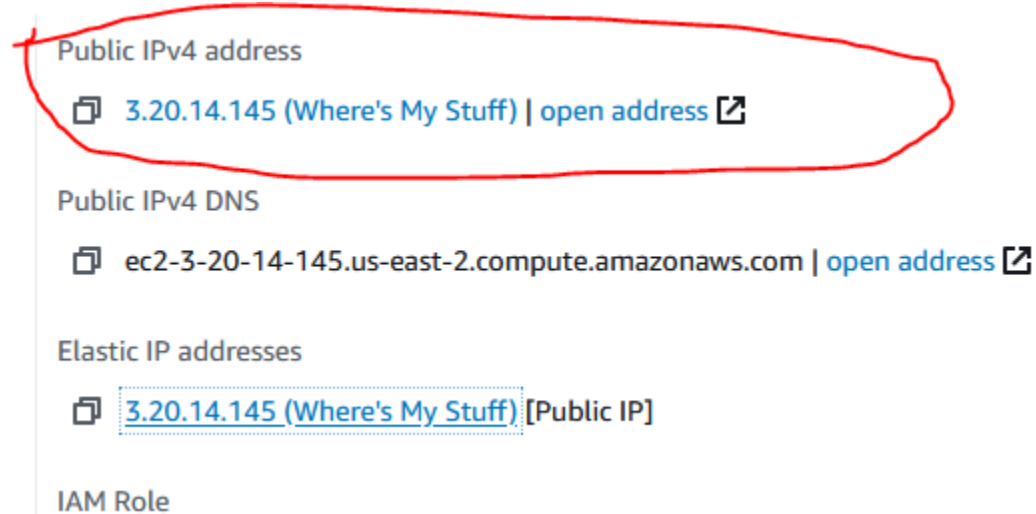 Public IPv4 address
3.20.14.145 (Where's My Stuff) | open address
Public IPv4 DNS
ec2-3-20-14-145.us-east-2.compute.amazonaws.com | open address
Elastic IP addresses
3.20.14.145 (Where's My Stuff) [Public IP]
IAM Role